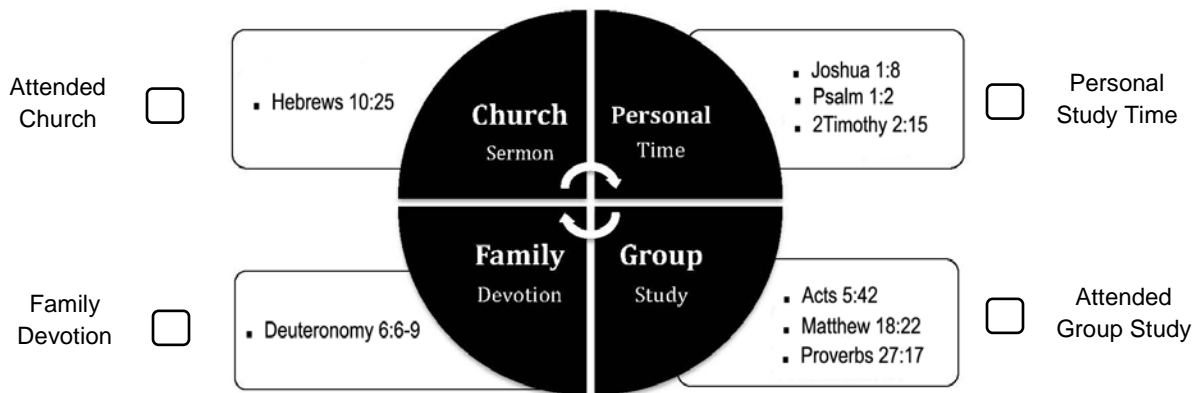 Attended
Church
▪ Hebrews 10:25
Church
Sermon
Personal
Time
▪ Joshua 1:8
▪ Psalm 1:2
▪ 2Timothy 2:15
Personal
Study Time
Family
Devotion
▪ Deuteronomy 6:6-9
Family
Devotion
Group
Study
▪ Acts 5:42
▪ Matthew 18:22
▪ Proverbs 27:17
Attended
Group Study